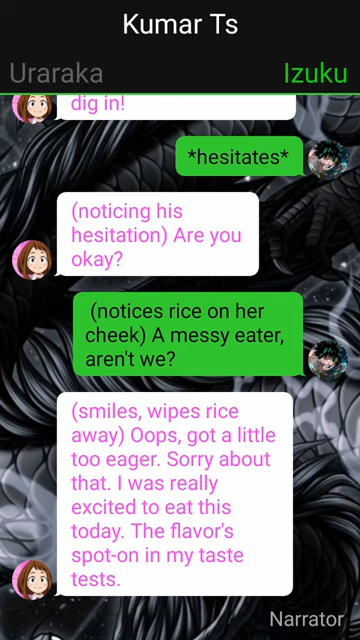 Kumar Ts
Uraraka
Izuku
dig in!
*hesitates*
(noticing his
hesitation) Are you
okay?
(notices rice on her
cheek) A messy eater,
aren't we?
(smiles, wipes rice
away) Oops, got a little
too eager. Sorry about
that. I was really
excited to eat this
today. The flavor's
spot-on in my taste
tests.
Narrator